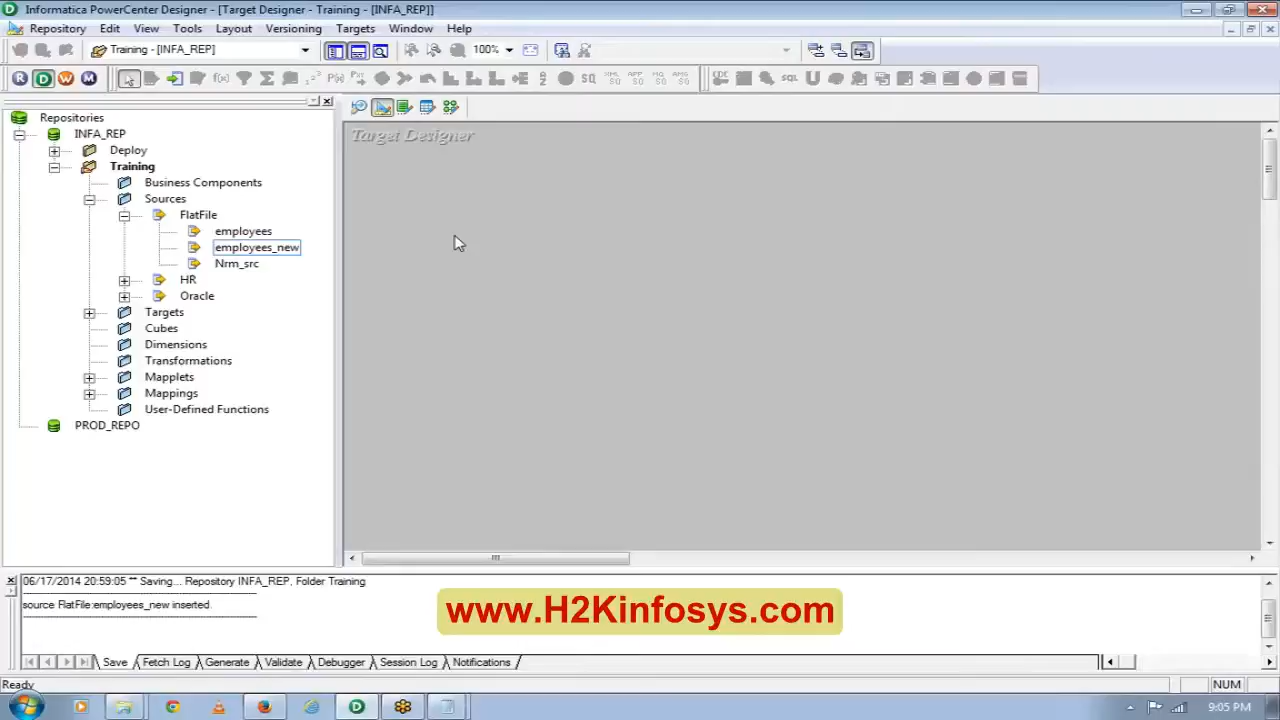 Informatica PowerCenter Designer - [Target Designer - Training - [INFA_REP]]
Repository Edit View Tools Layout Versioning Targets Window Help
Training - [INFA_REP]
100%
Repositories
INFA_REP
Deploy
Training
Business Components
Sources
FlatFile
employees
employees_new
Nrm_src
HR
Oracle
Targets
Cubes
Dimensions
Transformations
Mapplets
Mappings
User-Defined Functions
PROD_REPO
Target Designer
06/17/2014 20:59:05 ** Saving... Repository INFA_REP, Folder Training
source FlatFile:employees_new inserted.
www.H2Kinfosys.com
Save Fetch Log Generate Validate Debugger Session Log Notifications
Ready
NUM
9:05 PM